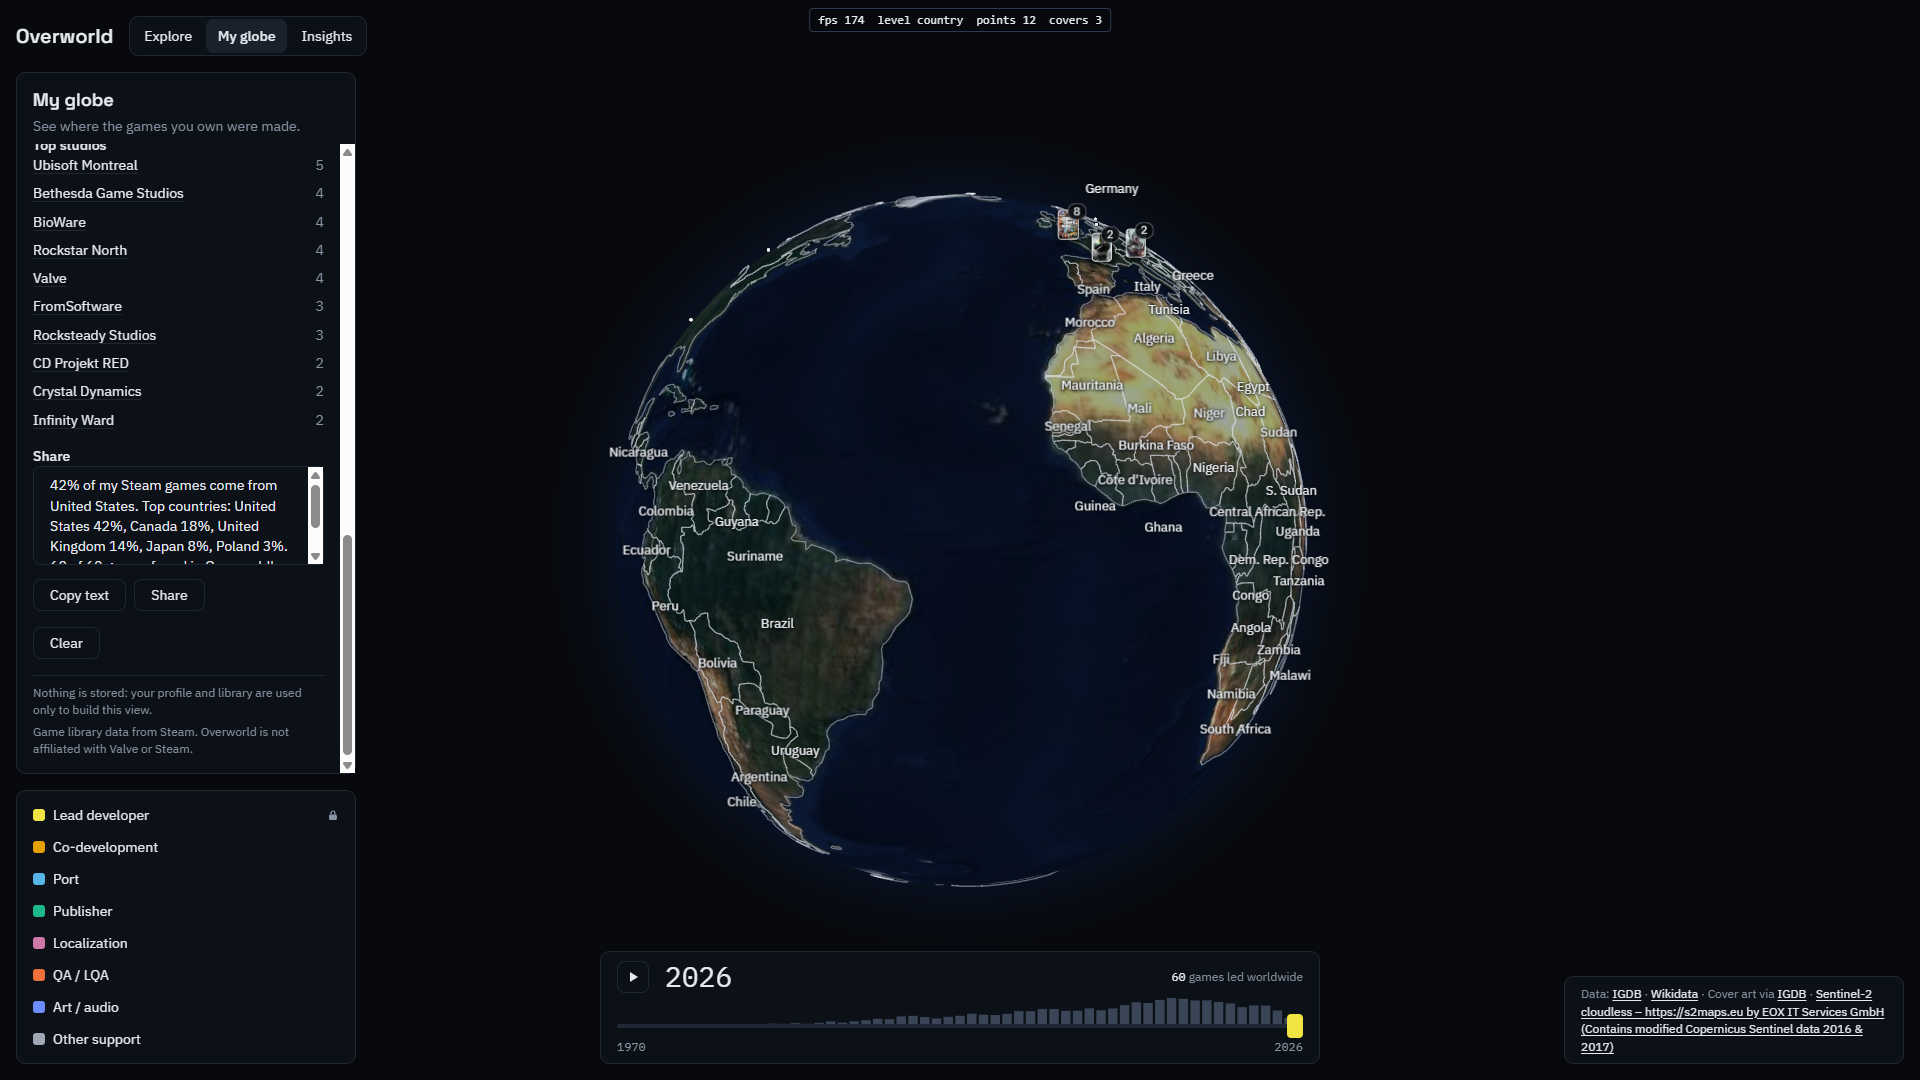 fps 174 level country points 12 covers 3
Overworld
Explore
My globe
Insights
My globe
See where the games you own were made.
Top studios
Ubisoft Montreal 5
Bethesda Game Studios 4
BioWare 4
Rockstar North 4
Valve 4
FromSoftware 3
Rocksteady Studios 3
CD Projekt RED 2
Crystal Dynamics 2
Infinity Ward 2
Share
42% of my Steam games come from
United States. Top countries: United
States 42%, Canada 18%, United
Kingdom 14%, Japan 8%, Poland 3%.
Copy text
Share
Clear
Nothing is stored: your profile and library are used
only to build this view.
Game library data from Steam. Overworld is not
affiliated with Valve or Steam.
Lead developer
Co-development
Port
Publisher
Localization
QA / LQA
Art / audio
Other support
Germany
8
2
2
Greece
Spain
Italy
Tunisia
Morocco
Algeria
Libya
Mauritania
Egypt
Mali
Niger
Chad
Senegal
Sudan
Burkina Faso
Nicaragua
Nigeria
Venezuela
Côte d'Ivoire
S. Sudan
Colombia
Guinea
Central African Rep.
Guyana
Ghana
Uganda
Ecuador
Suriname
Dem. Rep. Congo
Tanzania
Peru
Congo
Brazil
Angola
Bolivia
Fiji
Zambia
Malawi
Namibia
Paraguay
South Africa
Uruguay
Argentina
Chile
2026
60 games led worldwide
1970
2026
Data: IGDB · Wikidata · Cover art via IGDB · Sentinel-2
cloudless – https://s2maps.eu by EOX IT Services GmbH
(Contains modified Copernicus Sentinel data 2016 &
2017)